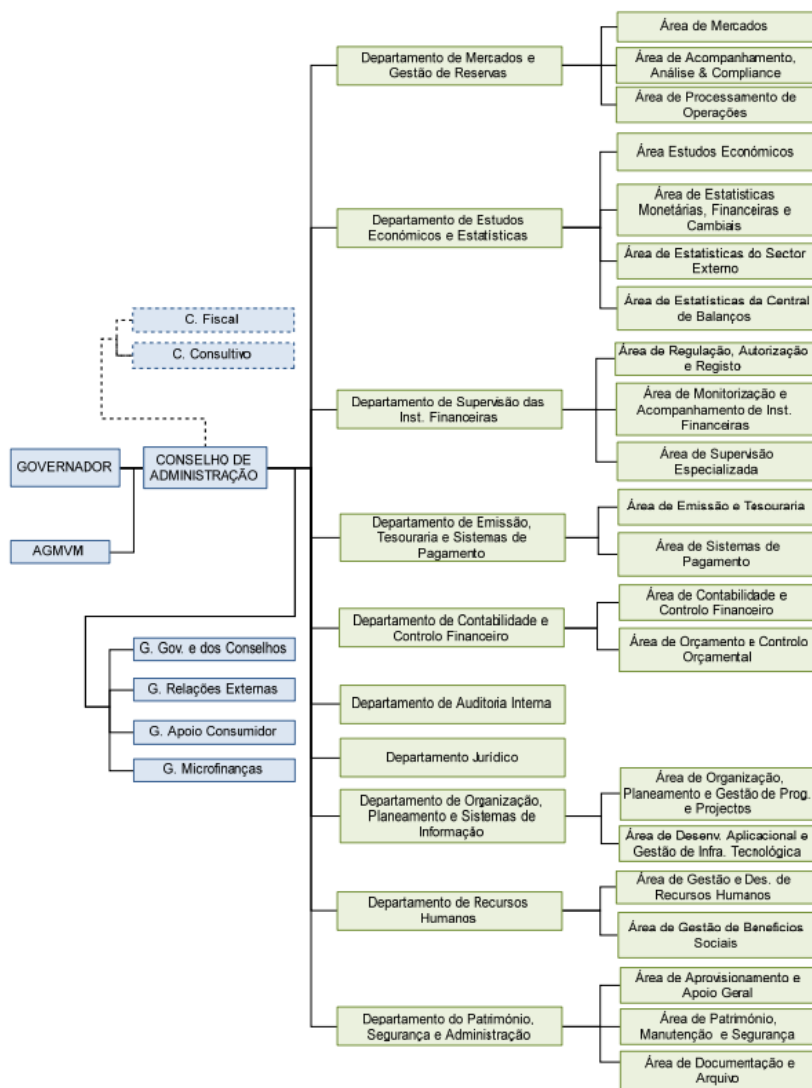 Área de Mercados
Departamento de Mercados e
Gestão de Reservas
Área de Acompanhamento,
Análise & Compliance
Área de Processamento de
Operações
Área Estudos Económicos
Departamento de Estudos
Económicos e Estatísticas
Área de Estatisticas
Monetárias, Financeiras e
Cambiais
Área de Estatisticas do Sector
Externo
Área de Estatísticas da Central
de Balanços
C. Fiscal
C. Consultivo
Área de Regulação, Autorização
e Registo
Departamento de Supervisão das
Inst. Financeiras
Área de Monitorização e
Acompanhamento de Inst.
Financeiras
Área de Supervisão
Especializada
GOVERNADOR
CONSELHO DE
ADMINISTRAÇÃO
AGMVM
Departamento de Emissão,
Tesouraria e Sistemas de
Pagamento
Área de Emissão e Tesouraria
Área de Sistemas de
Pagamento
Departamento de Contabilidade e
Controlo Financeiro
Área de Contabilidade e
Controlo Financeiro
Área de Orçamento e Controlo
Orçamental
G. Gov. e dos Conselhos
G. Relações Externas
G. Apoio Consumidor
G. Microfinanças
Departamento de Auditoria Interna
Departamento Jurídico
Departamento de Organização,
Planeamento e Sistemas de
Informação
Área de Organização,
Planeamento e Gestão de Prog.
e Projectos
Área de Desenv. Aplicacional e
Gestão de Infra. Tecnológica
Departamento de Recursos
Humanos
Área de Gestão e Des. de
Recursos Humanos
Área de Gestão de Beneficios
Sociais
Departamento do Património,
Segurança e Administração
Área de Aprovisionamento e
Apoio Geral
Área de Património,
Manutenção e Segurança
Área de Documentação e
Arquivo